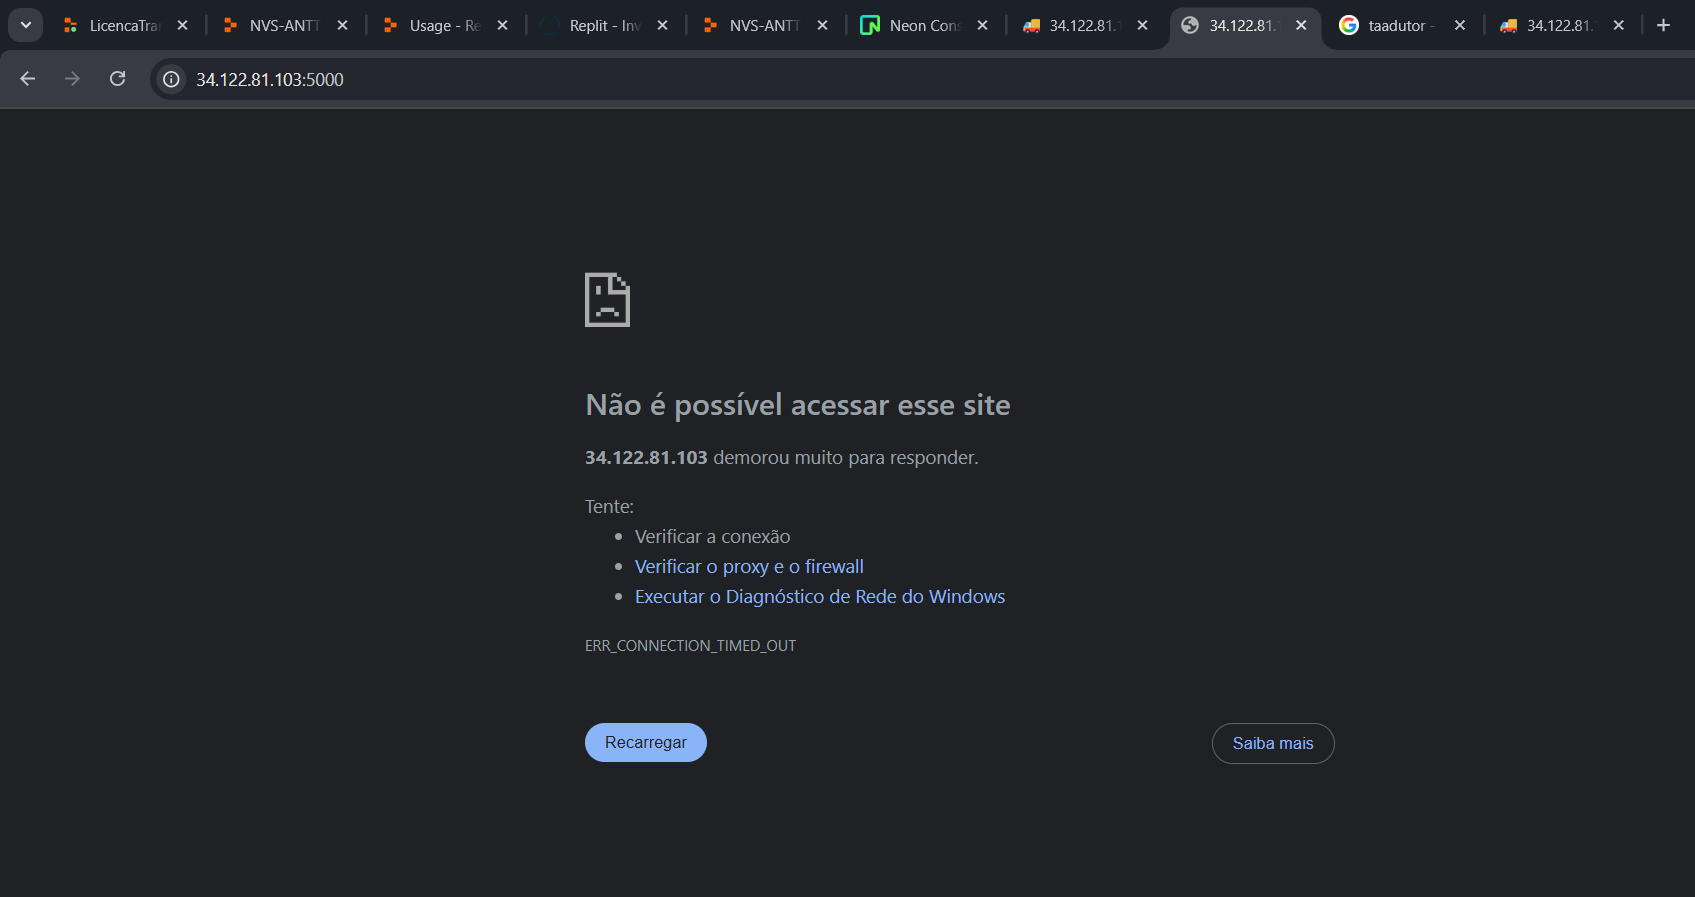 LicencaTra
NVS-ANTT
Usage - Re
Replit - Inv
NVS-ANTT
Neon Cons
34.122.81.1
34.122.81.
taadutor -
34.122.81.
34.122.81.103:5000
Não é possível acessar esse site
34.122.81.103 demorou muito para responder.
Tente:
Verificar a conexão
Verificar o proxy e o firewall
Executar o Diagnóstico de Rede do Windows
ERR_CONNECTION_TIMED_OUT
Recarregar
Saiba mais